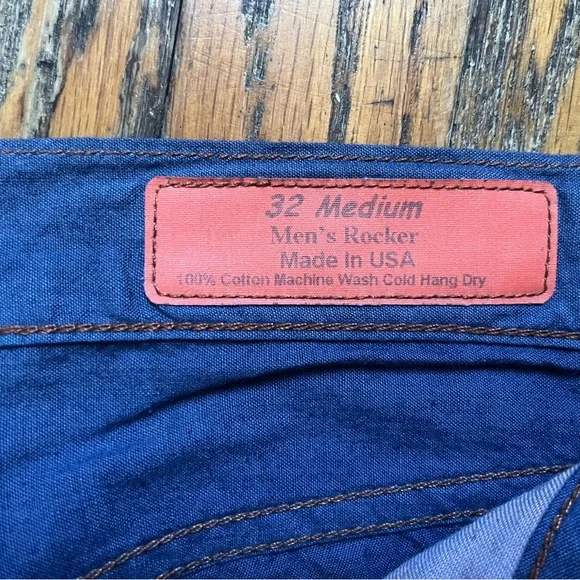 32 Medium
Men's Rocker
Made In USA
100% Cotton Machine Wash Cold Hang Dry